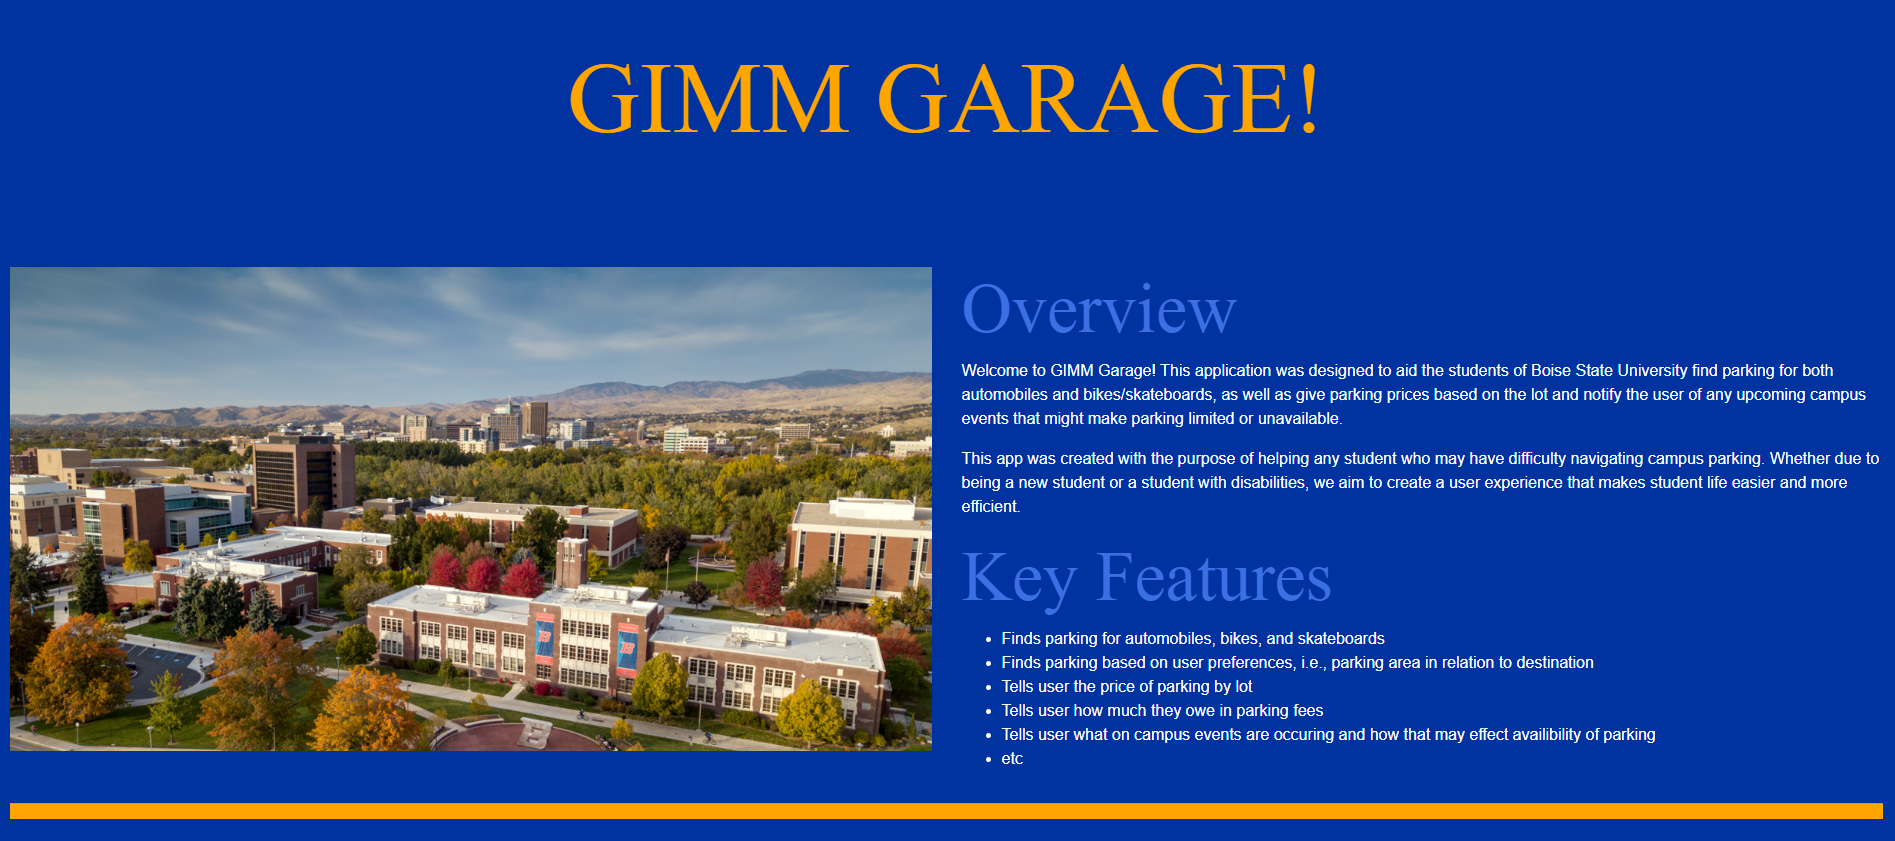 GIMM GARAGE!
Overview
Welcome to GIMM Garage! This application was designed to aid the students of Boise State University find parking for both
automobiles and bikes/skateboards, as well as give parking prices based on the lot and notify the user of any upcoming campus
events that might make parking limited or unavailable.
This app was created with the purpose of helping any student who may have difficulty navigating campus parking. Whether due to
being a new student or a student with disabilities, we aim to create a user experience that makes student life easier and more
efficient.
Key Features
• Finds parking for automobiles, bikes, and skateboards
• Finds parking based on user preferences, i.e., parking area in relation to destination
• Tells user the price of parking by lot
• Tells user how much they owe in parking fees
• Tells user what on campus events are occuring and how that may effect availibility of parking
• etc
B
B